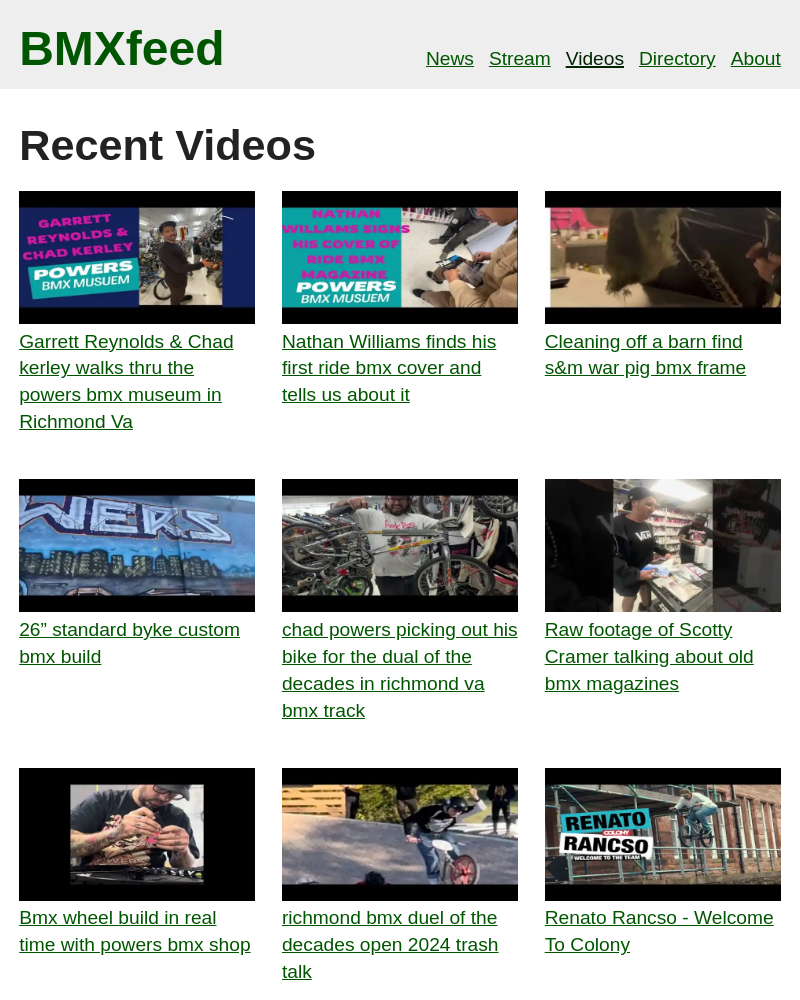 BMXfeed
News Stream Videos Directory About
Recent Videos
GARRETT
REYNOLDS &
CHAD KERLEY
POWERS
BMX MUSUEM
NATHAN
WILLAMS SIGNS
HIS COVER OF
RIDE BMX
MAGAZINE
POWERS
BMX MUSUEM
Garrett Reynolds & Chad
kerley walks thru the
powers bmx museum in
Richmond Va
Nathan Williams finds his
first ride bmx cover and
tells us about it
Cleaning off a barn find
s&m war pig bmx frame
WERS
26” standard byke custom
bmx build
chad powers picking out his
bike for the dual of the
decades in richmond va
bmx track
Raw footage of Scotty
Cramer talking about old
bmx magazines
RENATO
COLONY
RANCSO
WELCOME TO THE TEAM
Bmx wheel build in real
time with powers bmx shop
richmond bmx duel of the
decades open 2024 trash
talk
Renato Rancso - Welcome
To Colony